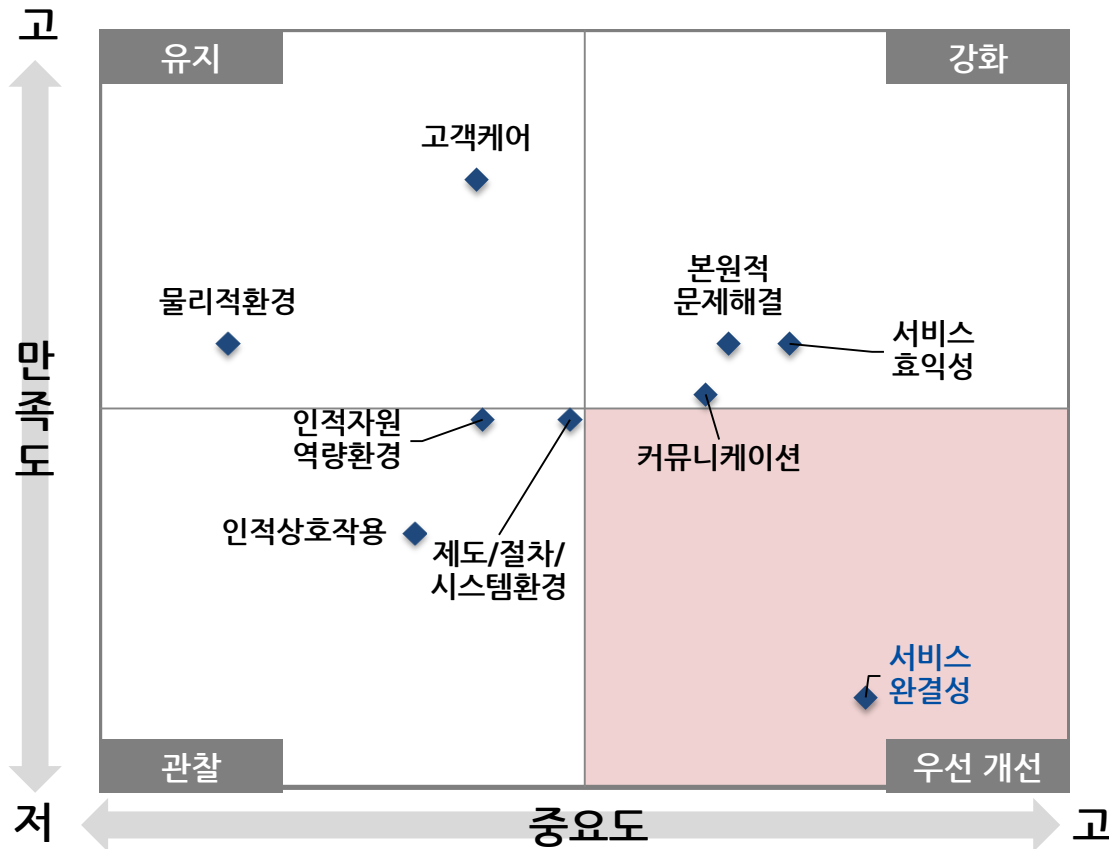 고
유지
강화
고객케어
본원적
문제해결
물리적환경
서비스
효익성
만
족
도
인적자원
역량환경
커뮤니케이션
인적상호작용
제도/절차/
시스템환경
서비스
완결성
관찰
우선 개선
저
중요도
고